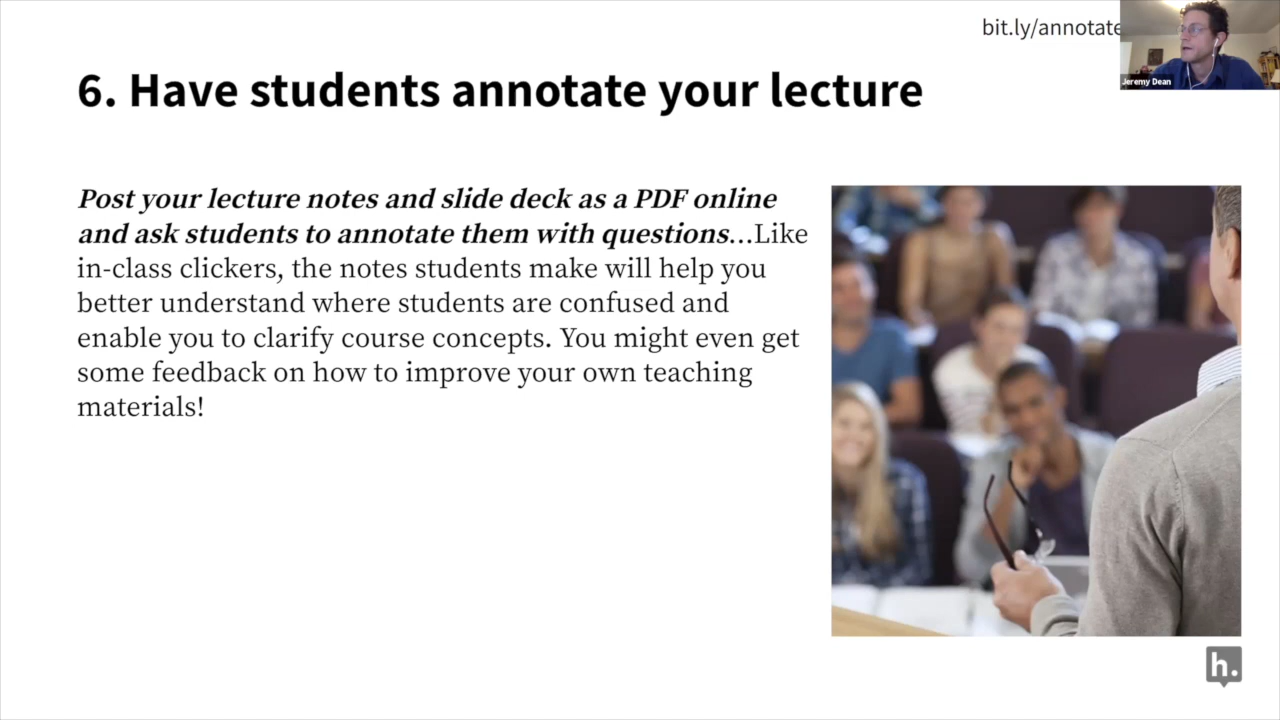 bit.ly/annotate
Jeremy Dean
6. Have students annotate your lecture
Post your lecture notes and slide deck as a PDF online
and ask students to annotate them with questions...Like
in-class clickers, the notes students make will help you
better understand where students are confused and
enable you to clarify course concepts. You might even get
some feedback on how to improve your own teaching
materials!
h.